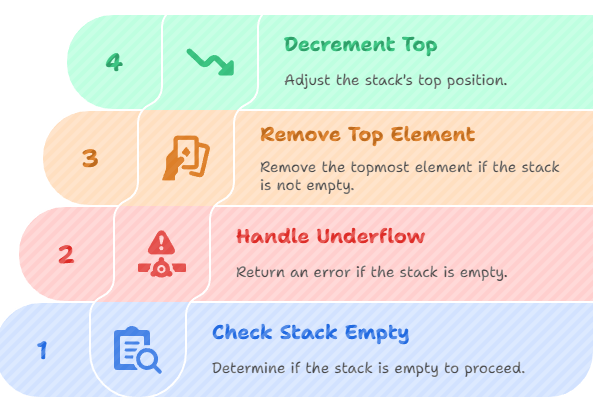 4
Decrement Top
Adjust the stack's top position.
3
Remove Top Element
Remove the topmost element if the stack
is not empty.
2
Handle Underflow
Return an error if the stack is empty.
1
Check Stack Empty
Determine if the stack is empty to proceed.